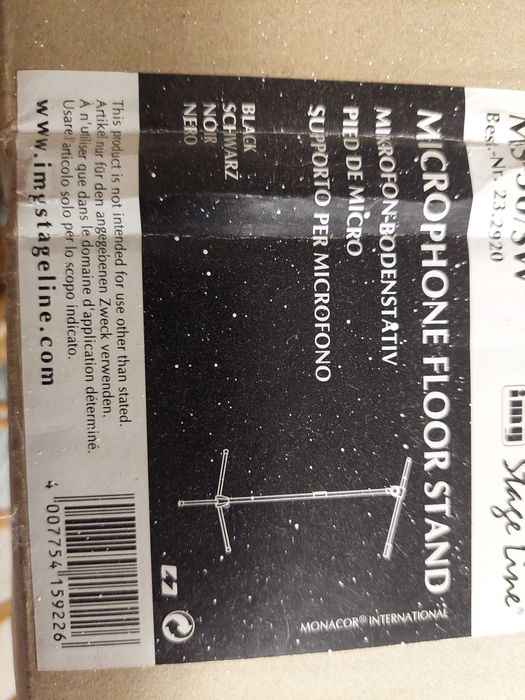 Best.-Nr. 23.2920
img Stage Line®
MICROPHONE FLOOR STAND
MIKROFON-BODENSTATIV
PIED DE MICRO
SUPPORTO PER MICROFONO
BLACK
SCHWARZ
NOIR
NERO
MONACOR® INTERNATIONAL
This product is not intended for use other than stated.
Artikel nur für den angegebenen Zweck verwenden.
À n'utiliser que dans le domaine d'application déterminé.
Usare l'articolo solo per lo scopo indicato.
www.imgstageline.com
4 007754 159226